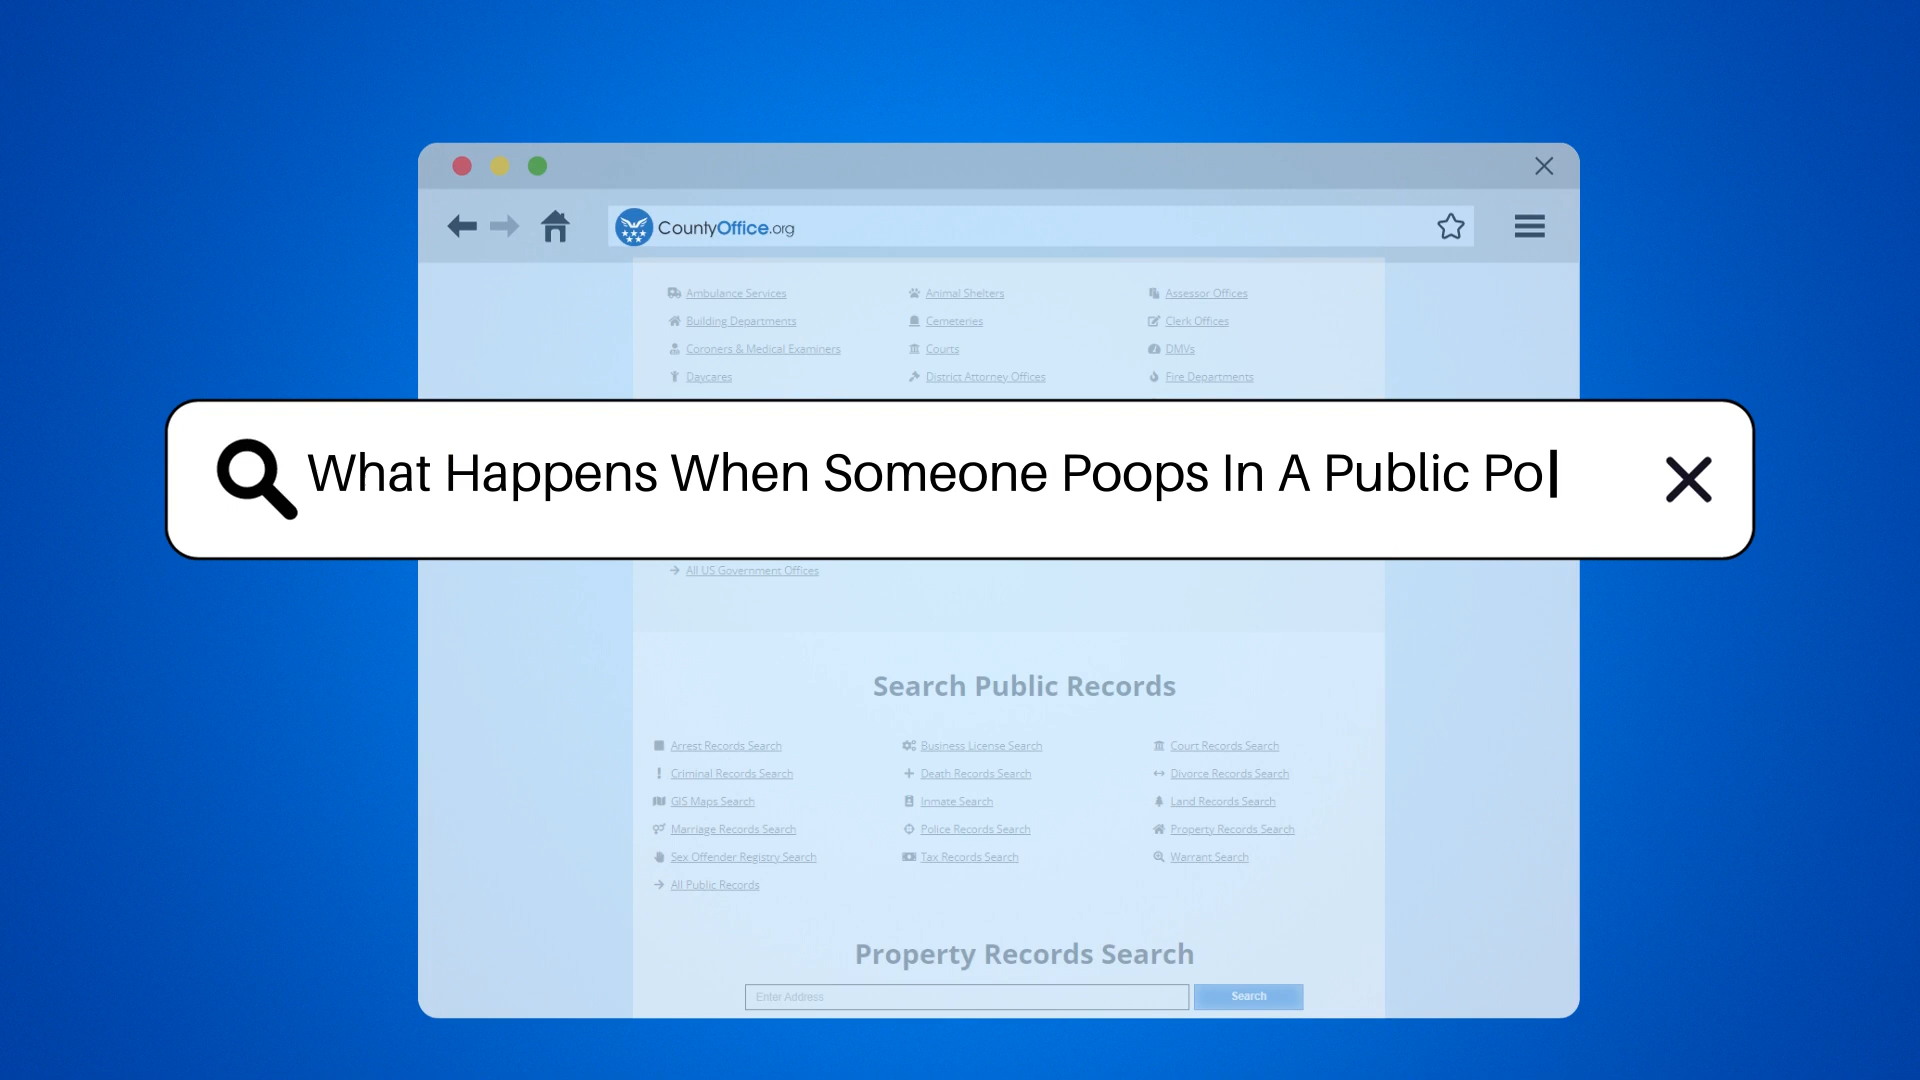 CountyOffice.org
Ambulance Services Animal Shelters Assessor Offices
Building Departments Cemeteries Clerk Offices
Coroners & Medical Examiners Courts DMVs
Daycares District Attorney Offices Fire Departments
What Happens When Someone Poops In A Public Po
All US Government Offices
Search Public Records
Arrest Records Search Business License Search Court Records Search
Criminal Records Search Death Records Search Divorce Records Search
GIS Maps Search Inmate Search Land Records Search
Marriage Records Search Police Records Search Property Records Search
Sex Offender Registry Search Tax Records Search Warrant Search
All Public Records
Property Records Search
Enter Address Search